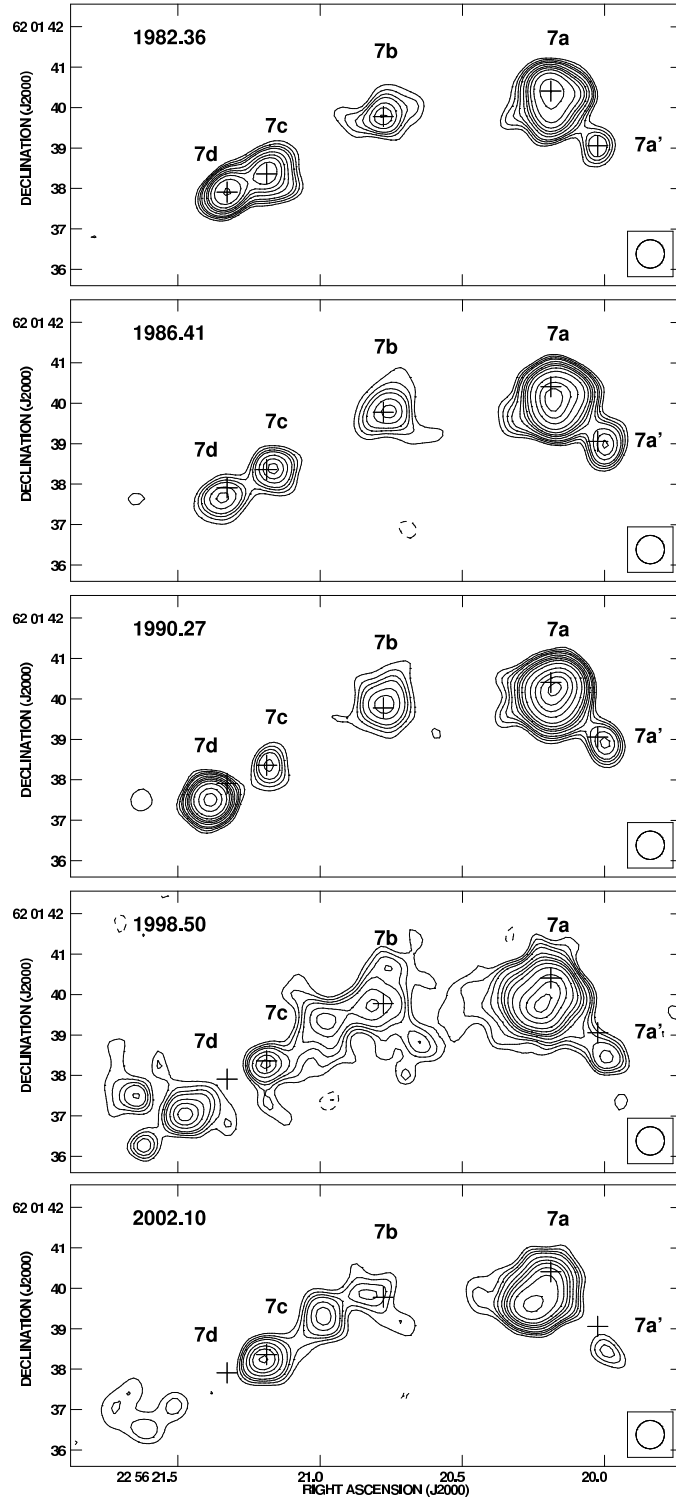 62 01 42
1982.36
7b
7a
41
40
7c
7a'
7d
39
38
37
36
DECLINATION (J2000)
62 01 42
1986.41
7b
7a
41
40
7c
7a'
7d
39
38
37
36
DECLINATION (J2000)
62 01 42
1990.27
7b
7a
41
40
7c
7a'
7d
39
38
37
36
DECLINATION (J2000)
62 01 42
1998.50
7b
7a
41
40
7c
7a'
7d
39
38
37
36
DECLINATION (J2000)
62 01 42
2002.10
7b
7a
41
40
7c
7a'
7d
39
38
37
36
DECLINATION (J2000)
22 56 21.5 21.0 20.5 20.0
RIGHT ASCENSION (J2000)